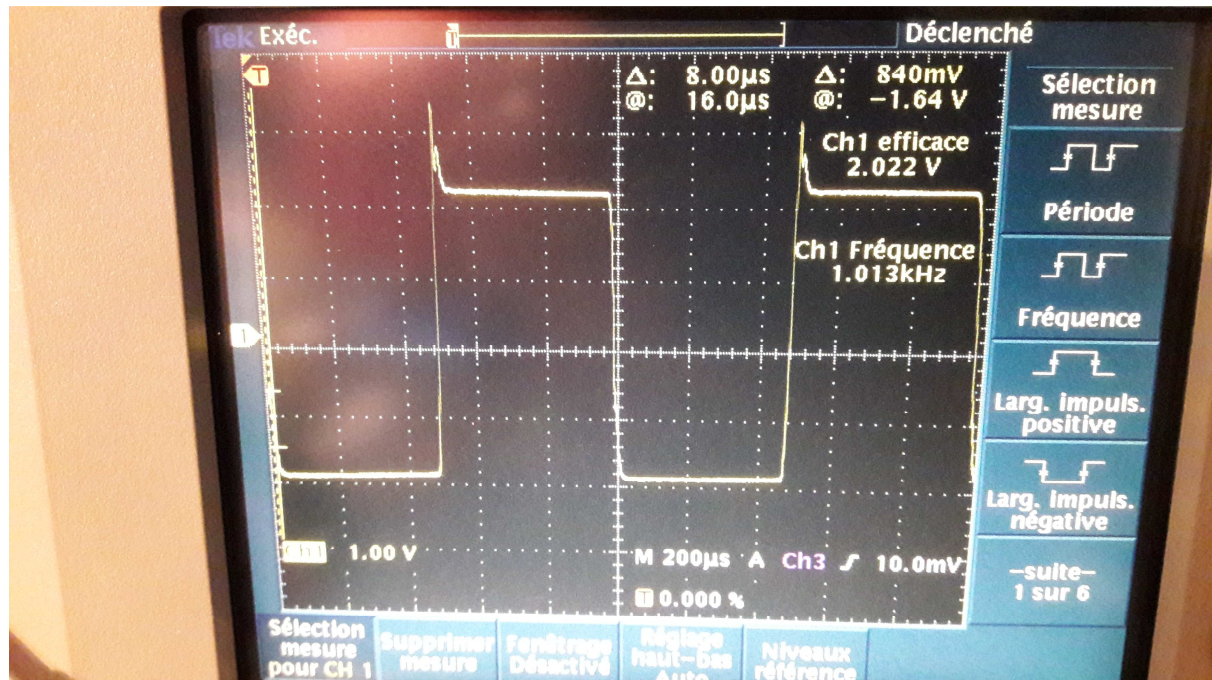 Tek Exéc.
T
Déclenché
T
Δ: 8.00µs Δ: 840mV
@: 16.0µs @: −1.64 V
Ch1 efficace
2.022 V
Ch1 Fréquence
1.013kHz
1
Ch1 1.00 V
M 200µs A Ch3 10.0mV
T 0.000 %
Sélection
mesure
Période
Fréquence
Larg. impuls.
positive
Larg. impuls.
négative
−suite−
1 sur 6
Sélection
mesure
pour CH 1
Supprimer
mesure
Fenêtrage
Désactivé
Réglage
haut−bas
Auto
Niveaux
référence